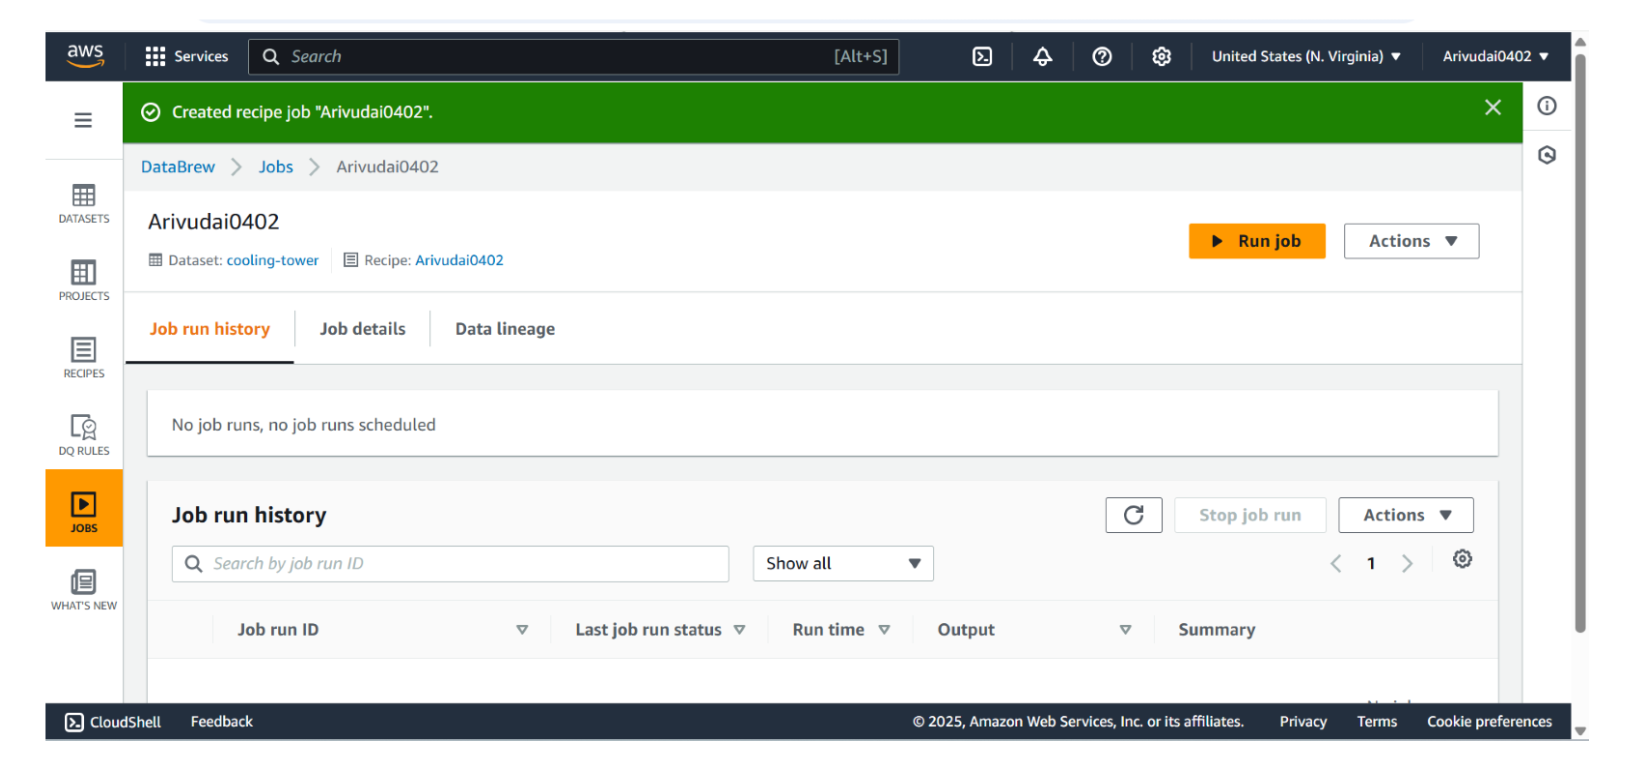 aws Services Search [Alt+S] United States (N. Virginia) Arivudai0402
Created recipe job "Arivudai0402".
DataBrew > Jobs > Arivudai0402
DATASETS
Arivudai0402
Run job Actions
Dataset: cooling-tower Recipe: Arivudai0402
PROJECTS
Job run history Job details Data lineage
RECIPES
No job runs, no job runs scheduled
DQ RULES
Job run history Stop job run Actions
JOBS
Search by job run ID Show all < 1 >
WHAT'S NEW
Job run ID Last job run status Run time Output Summary
CloudShell Feedback © 2025, Amazon Web Services, Inc. or its affiliates. Privacy Terms Cookie preferences